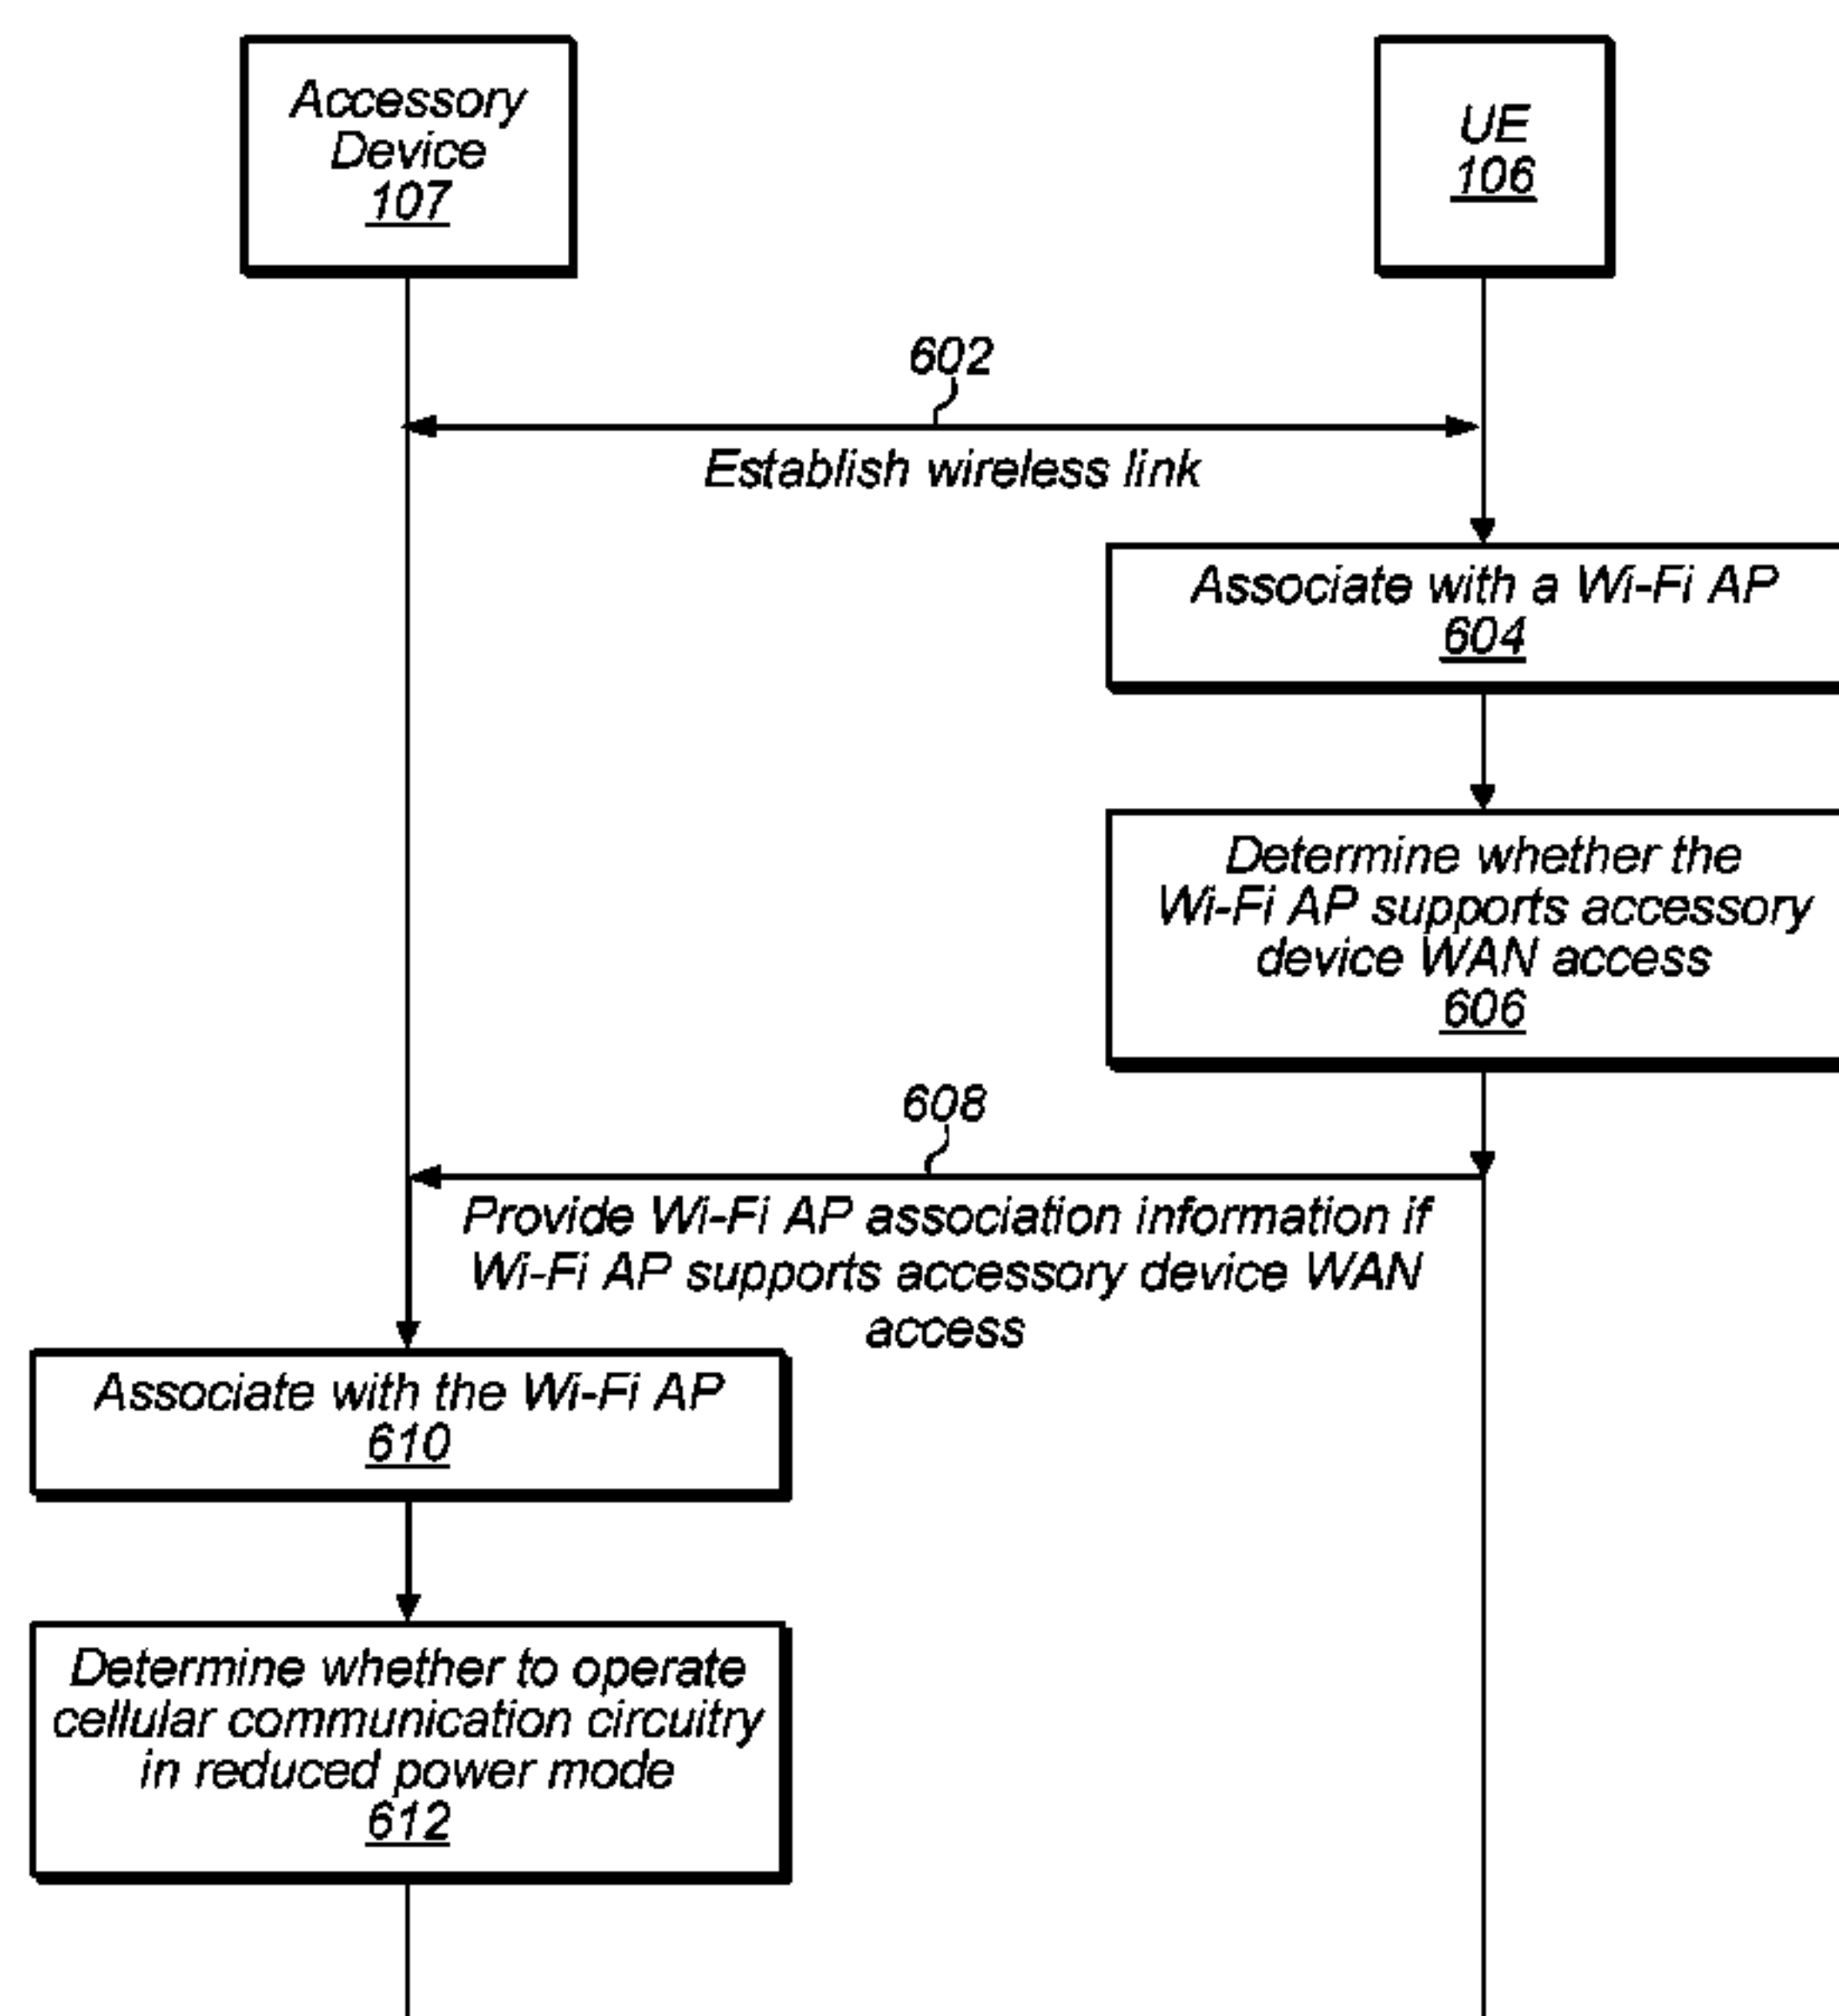 Accessory
Device
107
UE
106
602
Establish wireless link
Associate with a Wi-Fi AP
604
Determine whether the
Wi-Fi AP supports accessory
device WAN access
606
608
Provide Wi-Fi AP association information if
Wi-Fi AP supports accessory device WAN
access
Associate with the Wi-Fi AP
610
Determine whether to operate
cellular communication circuitry
in reduced power mode
612